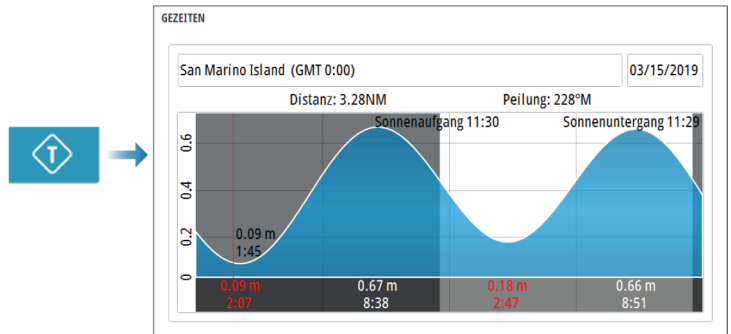 GEZEITEN
San Marino Island (GMT 0:00) 03/15/2019
Distanz: 3.28NM Peilung: 228°M
Sonnenaufgang 11:30 Sonnenuntergang 11:29
0.6
0.4
0.2
0
0.09 m
1:45
0.09 m 0.67 m 0.18 m 0.66 m
2:07 8:38 2:47 8:51
T